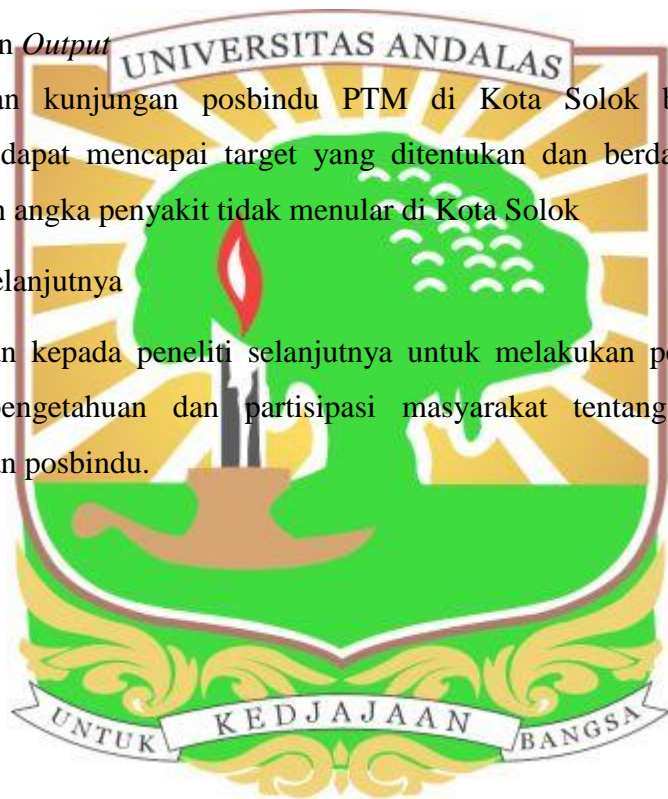 n Output
UNIVERSITAS ANDALAS
an kunjungan posbindu PTM di Kota Solok b
dapat mencapai target yang ditentukan dan berda
n angka penyakit tidak menular di Kota Solok
elanjutnya
an kepada peneliti selanjutnya untuk melakukan pe
pengetahuan dan partisipasi masyarakat tentang
an posbindu.
UNTUK KEDJAJAAN BANGSA